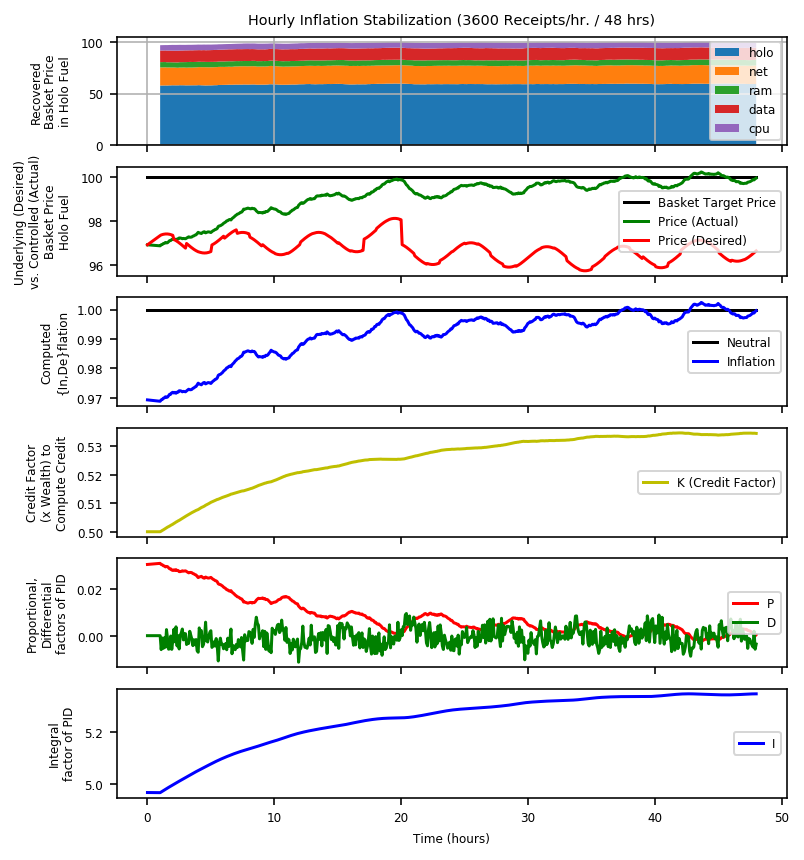 Hourly Inflation Stabilization (3600 Receipts/hr. / 48 hrs)
Recovered
Basket Price
in Holo Fuel
100
50
0
holo
net
ram
data
cpu
Underlying (Desired)
vs. Controlled (Actual)
Basket Price
Holo Fuel
100
98
96
Basket Target Price
Price (Actual)
Price (Desired)
Computed
{In,De}flation
1.00
0.99
0.98
0.97
Neutral
Inflation
Credit Factor
(x Wealth) to
Compute Credit
0.53
0.52
0.51
0.50
K (Credit Factor)
Proportional,
Differential
factors of PID
0.02
0.00
P
D
Integral
factor of PID
5.2
5.0
I
0 10 20 30 40 50
Time (hours)